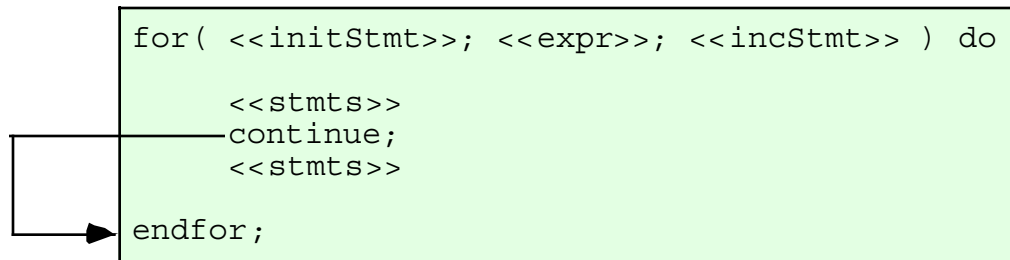 for( <<initStmt>>; <<expr>>; <<incStmt>> ) do
<<stmts>>
continue;
<<stmts>>
endfor;